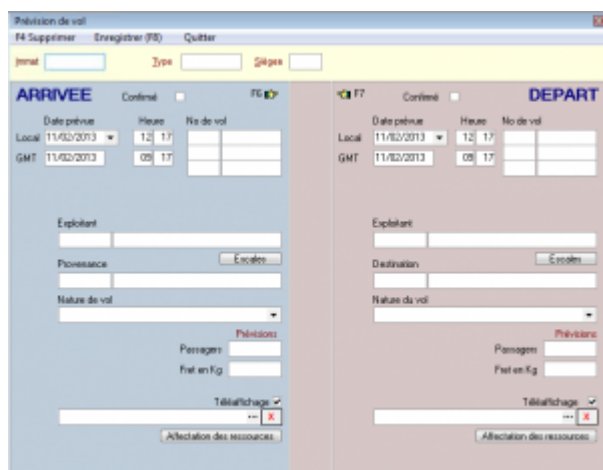 Prévision de vol
F4 Supprimer Enregistrer (F8) Quitter
Immat Type Sièges
ARRIVEE Confirmé F6 F7 Confirmé DEPART
Date prévue Heure No de vol Date prévue Heure No de vol
Local 11/02/2013 12 17 Local 11/02/2013 12 17
GMT 11/02/2013 09 17 GMT 11/02/2013 09 17
Exploitant Exploitant
Escales Escales
Provenance Destination
Nature de vol Nature du vol
Prévisions Prévisions
Passagers Passagers
Fret en Kg Fret en Kg
Téléaffichage Téléaffichage
... X ... X
Affectation des ressources Affectation des ressources